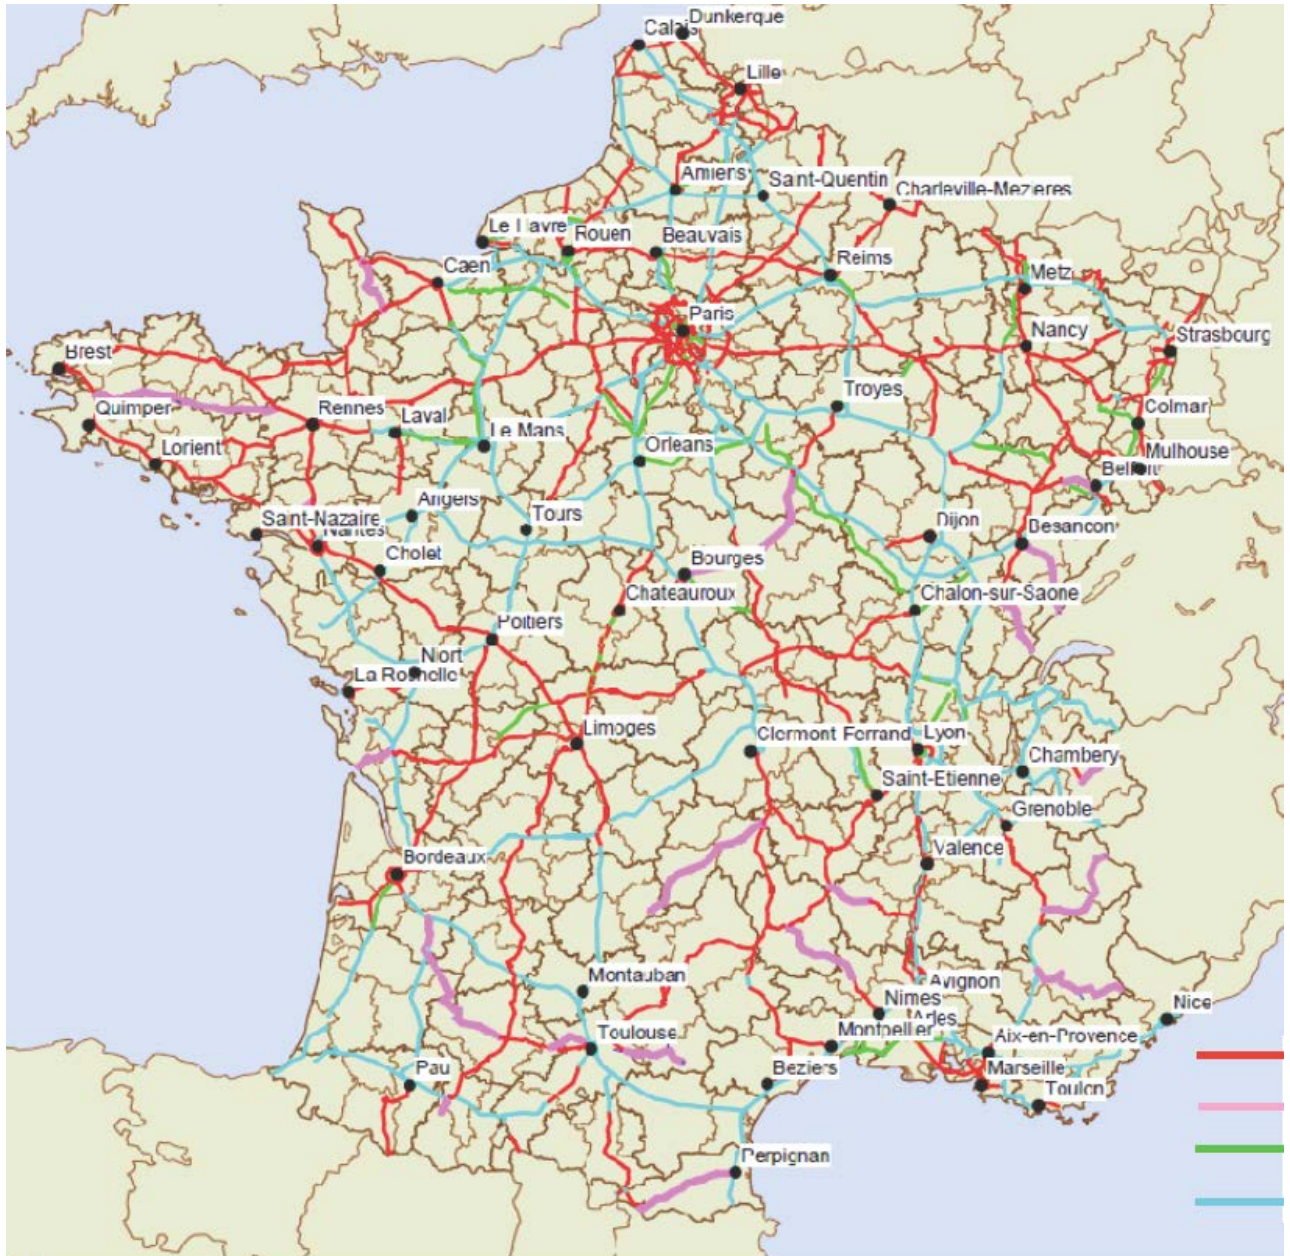 Dunkerque
Calais
Lille
Amiens
Saint-Quentin
Charleville-Mezieres
Le Havre
Rouen
Beauvais
Reims
Caen
Metz
Paris
Nancy
Strasbourg
Brest
Troyes
Quimper
Rennes
Laval
Colmar
Le Mans
Orleans
Lorient
Mulhouse
Belfort
Angers
Saint-Nazaire
Tours
Dijon
Nantes
Besancon
Cholet
Bourges
Chateauroux
Chalon-sur-Saone
Poitiers
Niort
La Rochelle
Limoges
Clermont Ferrand
Lyon
Chambery
Saint-Etienne
Grenoble
Valence
Bordeaux
Montauban
Avignon
Nimes
Nice
Arles
Toulouse
Montpellier
Aix-en-Provence
Pau
Beziers
Marseille
Toulon
Perpignan